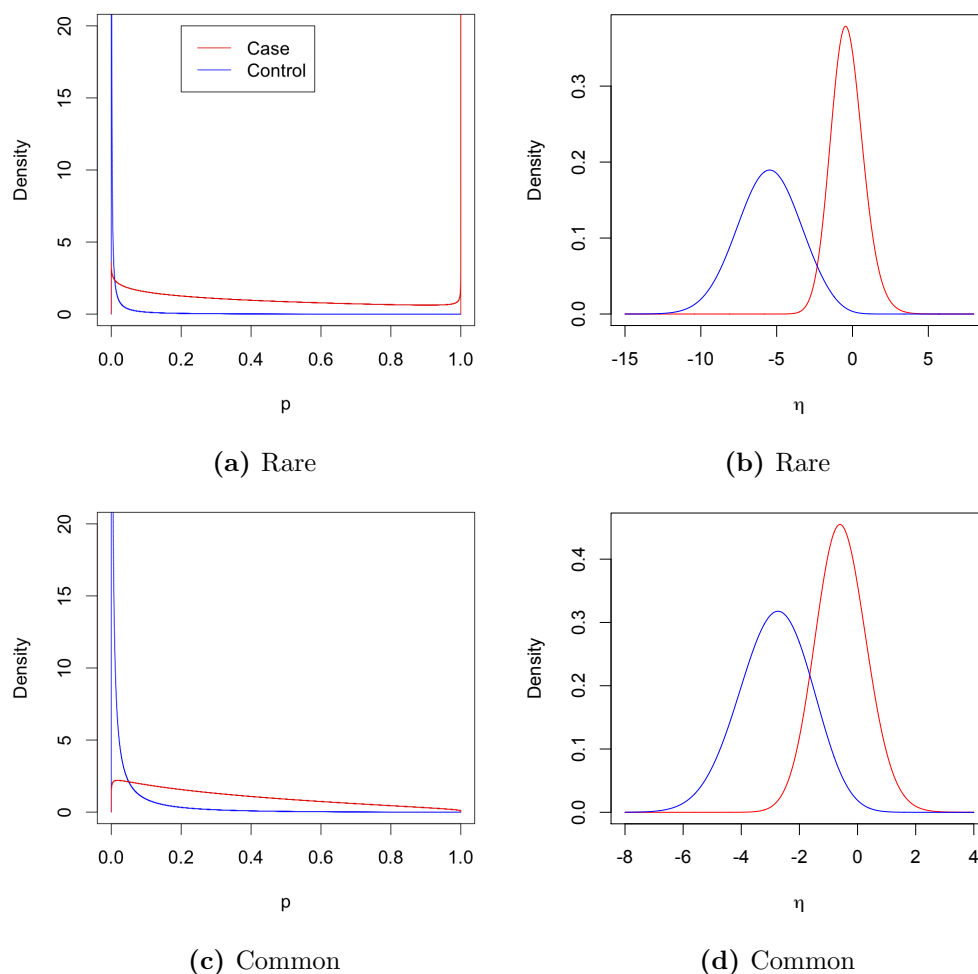 Density
20
15
10
5
0
Case
Control
0.0 0.2 0.4 0.6 0.8 1.0
p
(a) Rare
Density
0.3
0.2
0.1
0.0
-15 -10 -5 0 5
η
(b) Rare
Density
20
15
10
5
0
0.0 0.2 0.4 0.6 0.8 1.0
p
(c) Common
Density
0.4
0.3
0.2
0.1
0.0
-8 -6 -4 -2 0 2 4
η
(d) Common